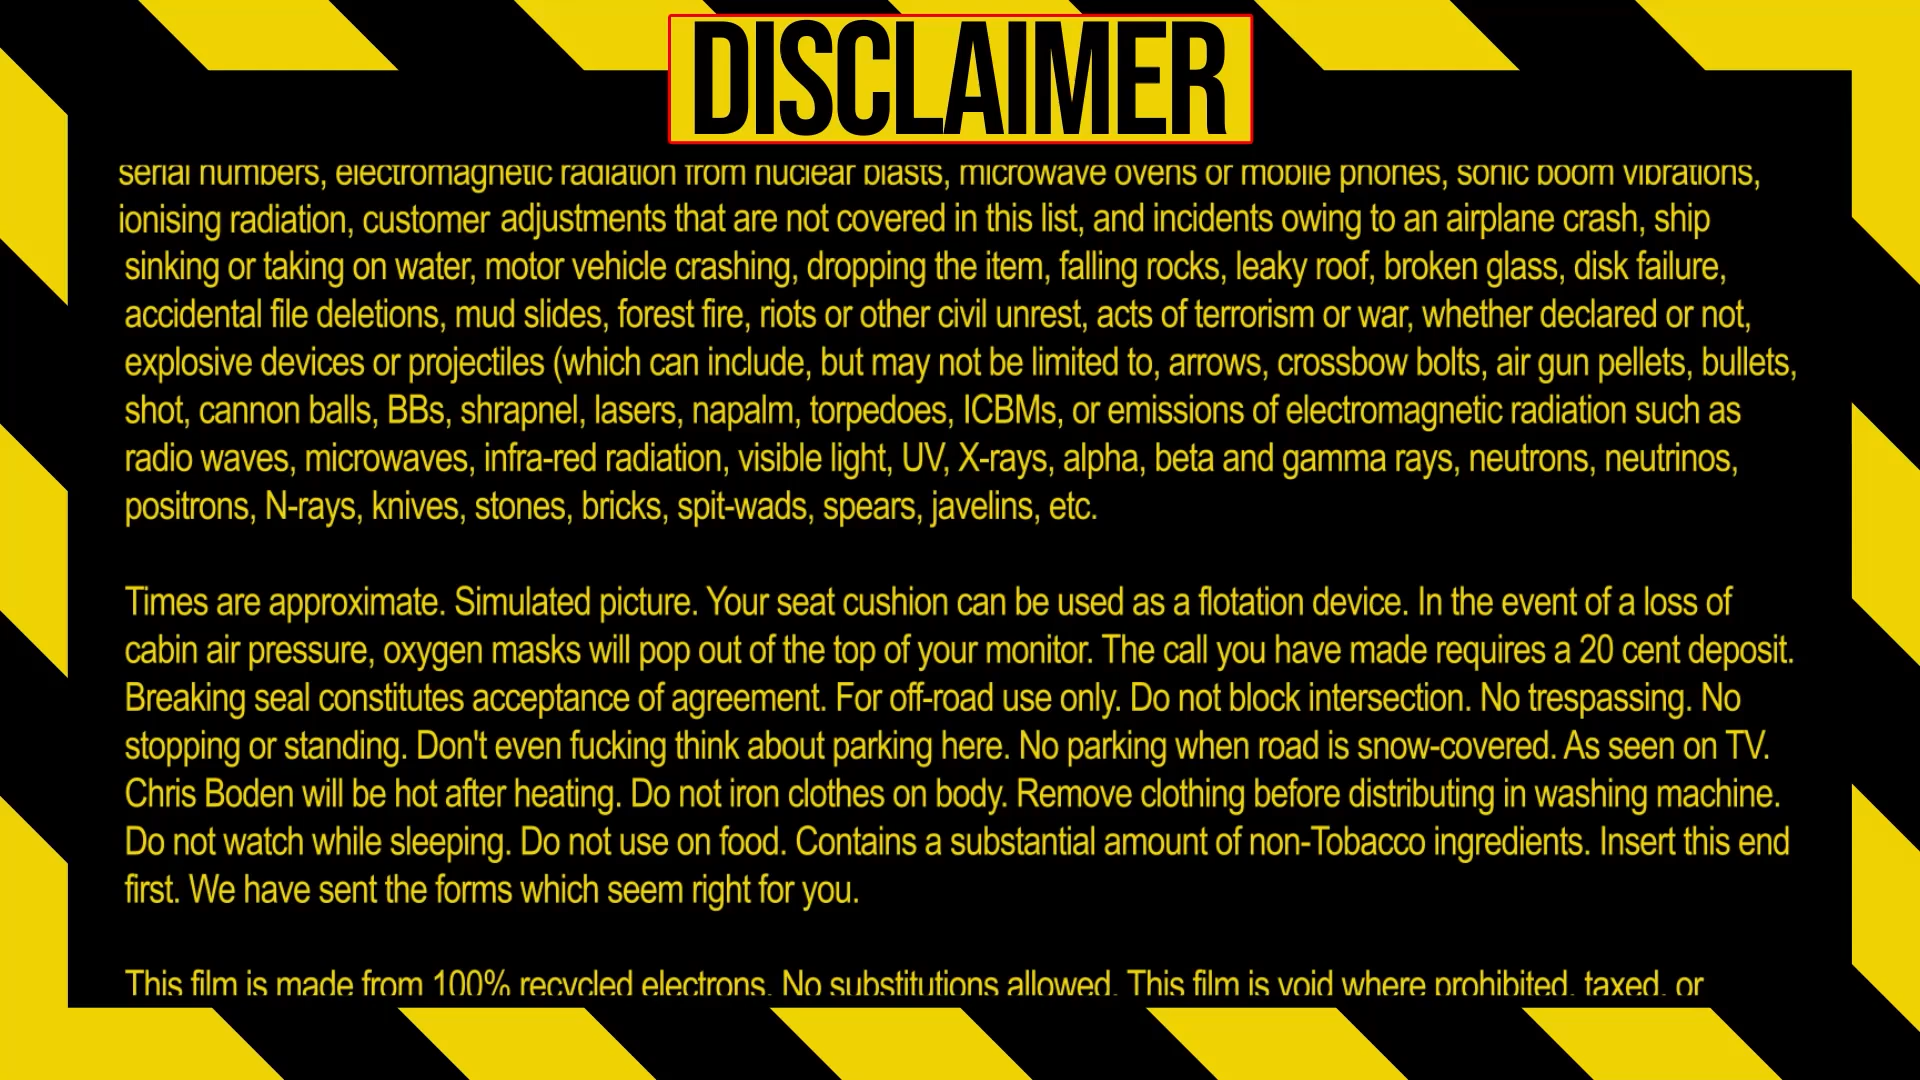 DISCLAIMER
serial numbers, electromagnetic radiation from nuclear blasts, microwave ovens or mobile phones, sonic boom vibrations,
ionising radiation, customer adjustments that are not covered in this list, and incidents owing to an airplane crash, ship
sinking or taking on water, motor vehicle crashing, dropping the item, falling rocks, leaky roof, broken glass, disk failure,
accidental file deletions, mud slides, forest fire, riots or other civil unrest, acts of terrorism or war, whether declared or not,
explosive devices or projectiles (which can include, but may not be limited to, arrows, crossbow bolts, air gun pellets, bullets,
shot, cannon balls, BBs, shrapnel, lasers, napalm, torpedoes, ICBMs, or emissions of electromagnetic radiation such as
radio waves, microwaves, infra-red radiation, visible light, UV, X-rays, alpha, beta and gamma rays, neutrons, neutrinos,
positrons, N-rays, knives, stones, bricks, spit-wads, spears, javelins, etc.
Times are approximate. Simulated picture. Your seat cushion can be used as a flotation device. In the event of a loss of
cabin air pressure, oxygen masks will pop out of the top of your monitor. The call you have made requires a 20 cent deposit.
Breaking seal constitutes acceptance of agreement. For off-road use only. Do not block intersection. No trespassing. No
stopping or standing. Don't even fucking think about parking here. No parking when road is snow-covered. As seen on TV.
Chris Boden will be hot after heating. Do not iron clothes on body. Remove clothing before distributing in washing machine.
Do not watch while sleeping. Do not use on food. Contains a substantial amount of non-Tobacco ingredients. Insert this end
first. We have sent the forms which seem right for you.
This film is made from 100% recycled electrons. No substitutions allowed. This film is void where prohibited, taxed, or